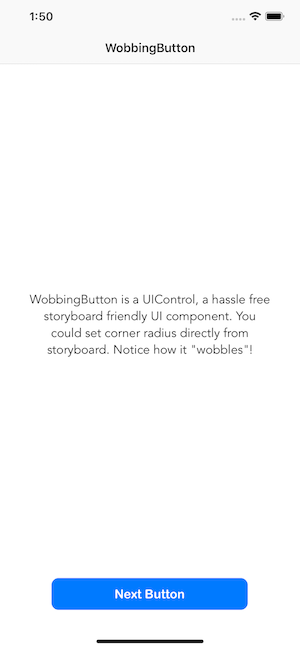 1:50
WobbingButton
WobbingButton is a UIControl, a hassle free
storyboard friendly UI component. You
could set corner radius directly from
storyboard. Notice how it "wobbles"!
Next Button